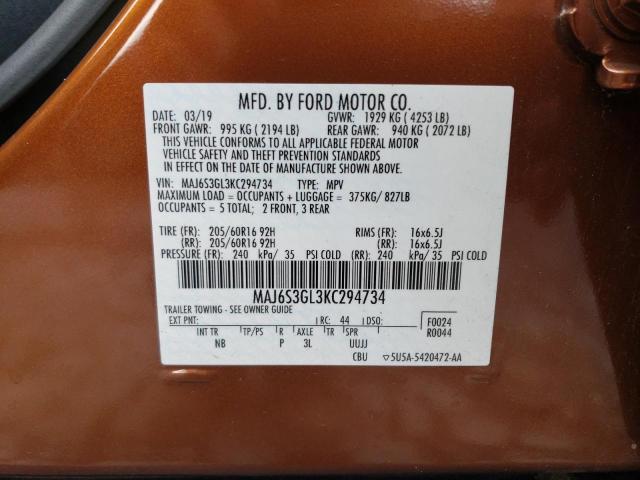 MFD. BY FORD MOTOR CO.
DATE: 03/19 GVWR: 1929 KG ( 4253 LB)
FRONT GAWR: 995 KG ( 2194 LB) REAR GAWR: 940 KG ( 2072 LB)
THIS VEHICLE CONFORMS TO ALL APPLICABLE FEDERAL MOTOR
VEHICLE SAFETY AND THEFT PREVENTION STANDARDS
IN EFFECT ON THE DATE OF MANUFACTURE SHOWN ABOVE.
VIN: MAJ6S3GL3KC294734 TYPE: MPV
MAXIMUM LOAD = OCCUPANTS + LUGGAGE = 375KG/ 827LB
OCCUPANTS = 5 TOTAL; 2 FRONT, 3 REAR
TIRE (FR): 205/60R16 92H RIMS (FR): 16x6.5J
(RR): 205/60R16 92H (RR): 16x6.5J
PRESSURE (FR): 240 kPa/ 35 PSI COLD (RR): 240 kPa/ 35 PSI COLD
MAJ6S3GL3KC294734
TRAILER TOWING - SEE OWNER GUIDE
EXT PNT: RC: 44 DSO: F0024
R0044
INT TR TP/PS R AXLE TR SPR
NB P 3L UUJJ
CBU 5U5A-5420472-AA